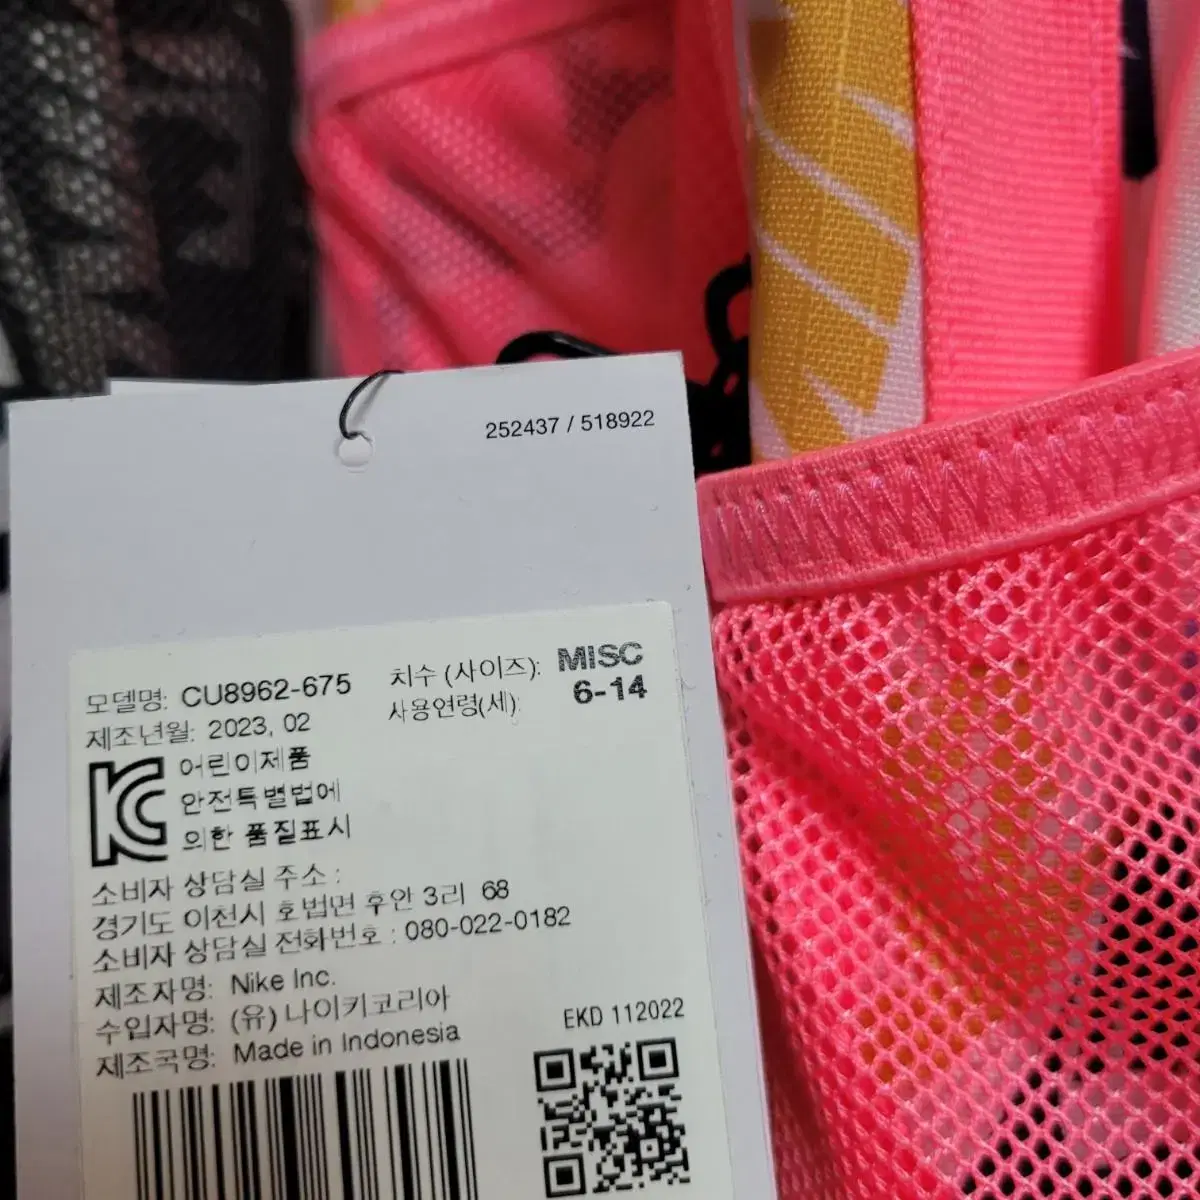 252437 / 518922
모델명: CU8962-675 치수 (사이즈): MISC
제조년월: 2023, 02 사용연령(세): 6-14
어린이제품
안전특별법에
의한 품질표시
소비자 상담실 주소 :
경기도 이천시 호법면 후안 3리 68
소비자 상담실 전화번호 : 080-022-0182
제조자명: Nike Inc.
수입자명: (유) 나이키코리아
제조국명: Made in Indonesia
EKD 112022